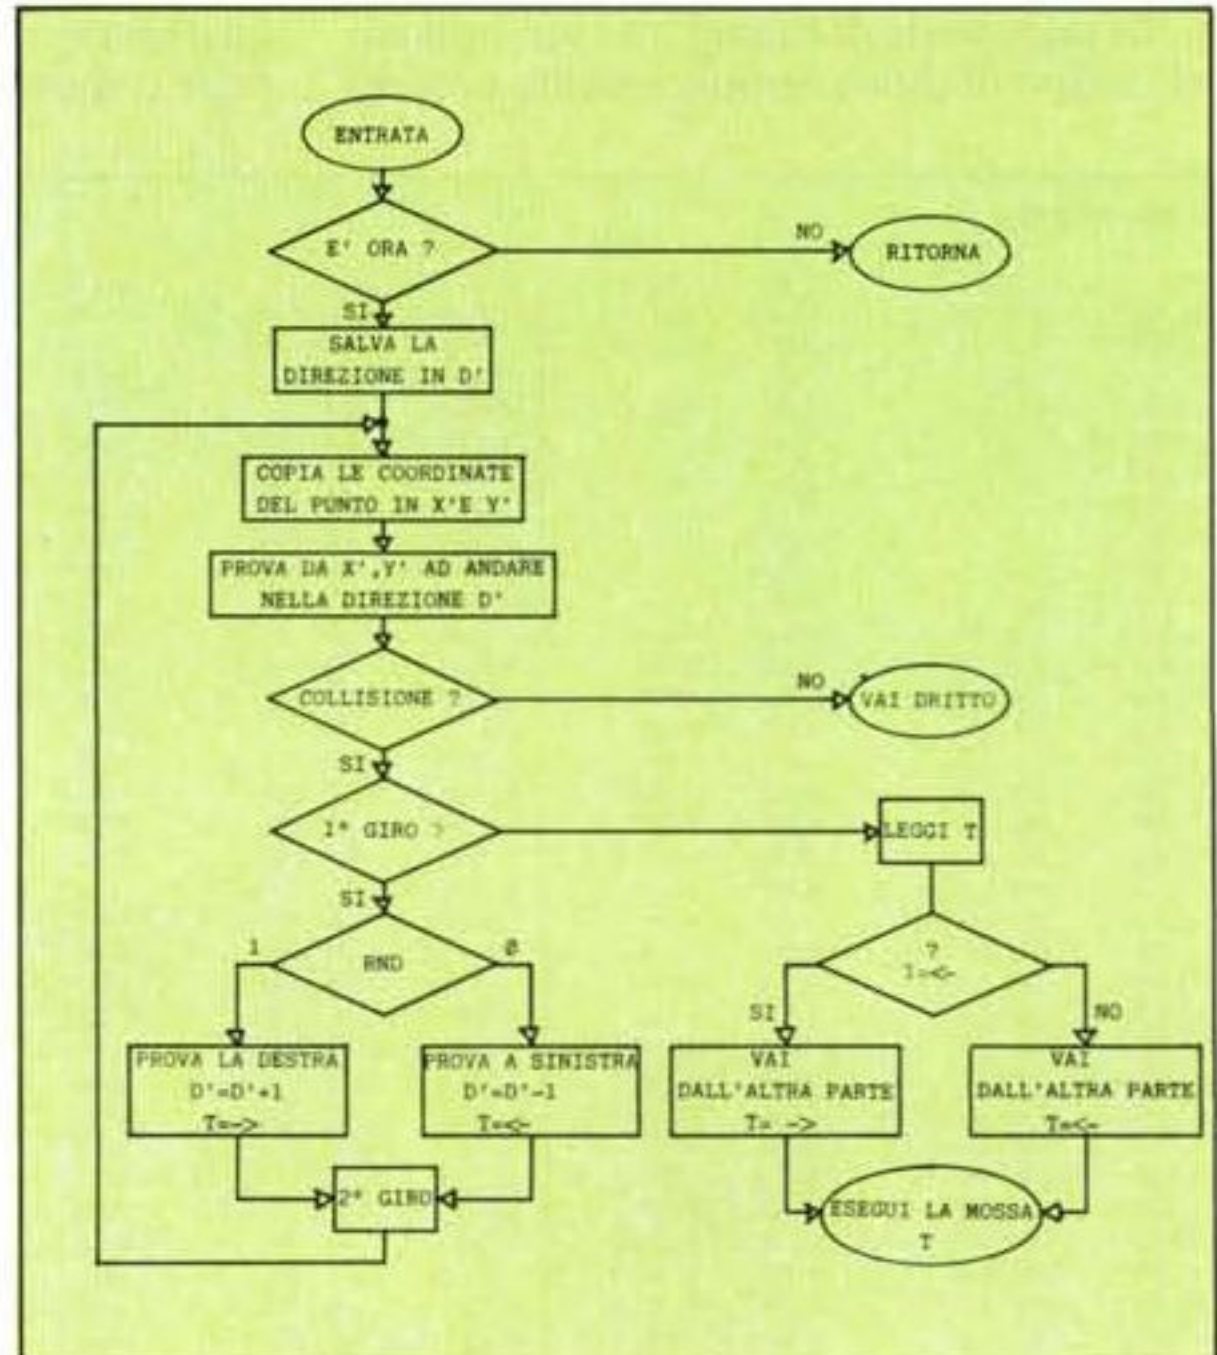 ENTRATA
E' ORA ?
NO
RITORNA
SI
SALVA LA
DIREZIONE IN D'
COPIA LE COORDINATE
DEL PUNTO IN X'E Y'
PROVA DA X',Y' AD ANDARE
NELLA DIREZIONE D'
COLLISIONE ?
NO
VAI DRITTO
SI
1° GIRO ?
LEGGI T
SI
RND
1
0
?
SI
NO
PROVA LA DESTRA
D'=D'+1
T=->
PROVA A SINISTRA
D'=D'-1
T=<-
VAI
DALL'ALTRA PARTE
T= ->
VAI
DALL'ALTRA PARTE
T=<-
2° GIRO
ESEGUI LA MOSSA
T